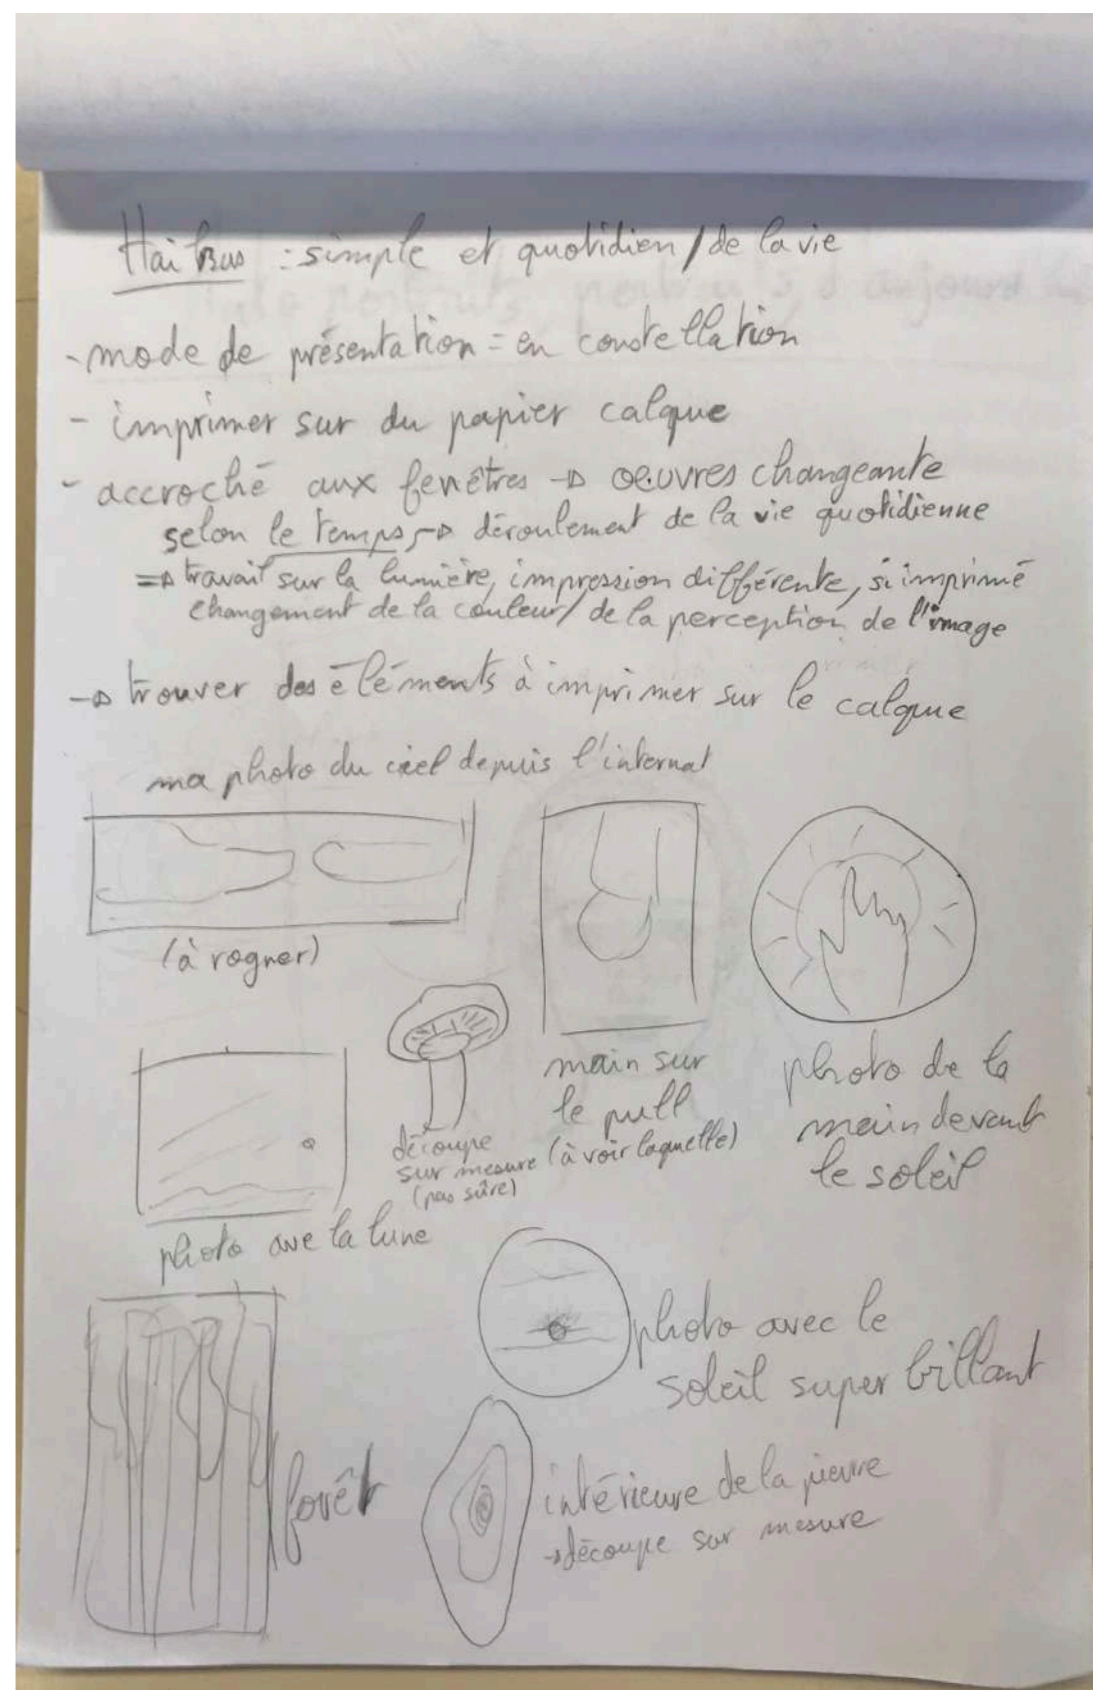 Haikus : simple et quotidien / de la vie
- mode de présentation = en constellation
- imprimer sur du papier calque
- accroché aux fenêtres → oeuvres changeante
selon le temps, → déroulement de la vie quotidienne
⇒ travail sur la lumière, impression différente, si imprimé
changement de la couleur / de la perception de l'image
→ trouver des éléments à imprimer sur le calque
ma photo du ciel depuis l'internat
(à rogner)
main sur
le pull
(à voir laquelle)
photo de la
main devant
le soleil
découpe
sur mesure
(pas sûre)
photo ave la lune
photo avec le
soleil super brillant
forêt
intérieure de la pierre
→ découpe sur mesure